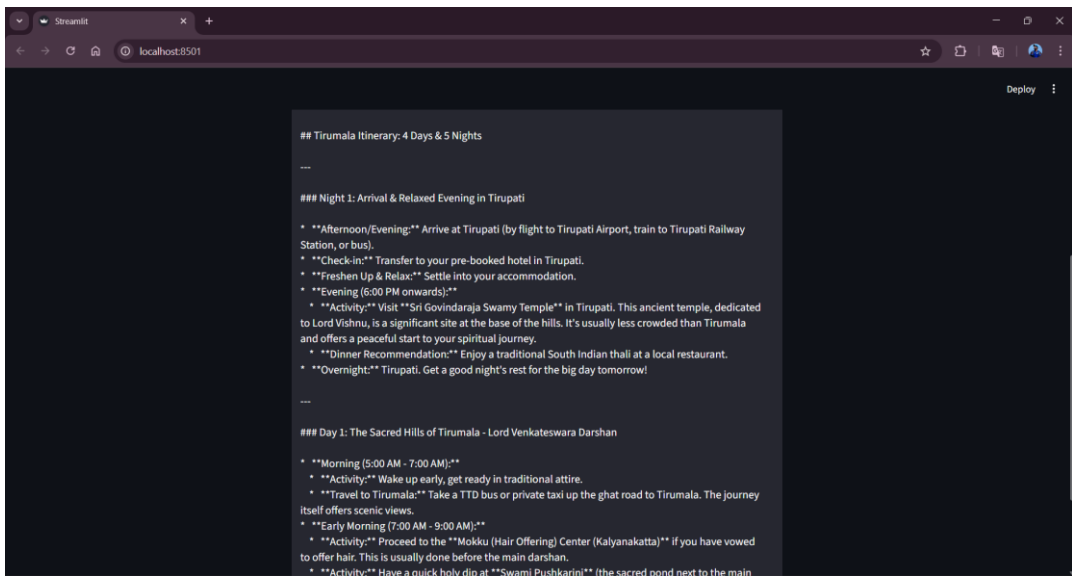 Streamlit
localhost:8501
Deploy
## Tirumala Itinerary: 4 Days & 5 Nights
---
### Night 1: Arrival & Relaxed Evening in Tirupati
* **Afternoon/Evening:** Arrive at Tirupati (by flight to Tirupati Airport, train to Tirupati Railway
Station, or bus).
* **Check-in:** Transfer to your pre-booked hotel in Tirupati.
* **Freshen Up & Relax:** Settle into your accommodation.
* **Evening (6:00 PM onwards):**
* **Activity:** Visit **Sri Govindaraja Swamy Temple** in Tirupati. This ancient temple, dedicated
to Lord Vishnu, is a significant site at the base of the hills. It's usually less crowded than Tirumala
and offers a peaceful start to your spiritual journey.
* **Dinner Recommendation:** Enjoy a traditional South Indian thali at a local restaurant.
* **Overnight:** Tirupati. Get a good night's rest for the big day tomorrow!
---
### Day 1: The Sacred Hills of Tirumala - Lord Venkateswara Darshan
* **Morning (5:00 AM - 7:00 AM):**
* **Activity:** Wake up early, get ready in traditional attire.
* **Travel to Tirumala:** Take a TTD bus or private taxi up the ghat road to Tirumala. The journey
itself offers scenic views.
* **Early Morning (7:00 AM - 9:00 AM):**
* **Activity:** Proceed to the **Mokku (Hair Offering) Center (Kalyanakatta)** if you have vowed
to offer hair. This is usually done before the main darshan.
* **Activity:** Have a quick holy dip at **Swami Pushkarini** (the sacred pond next to the main